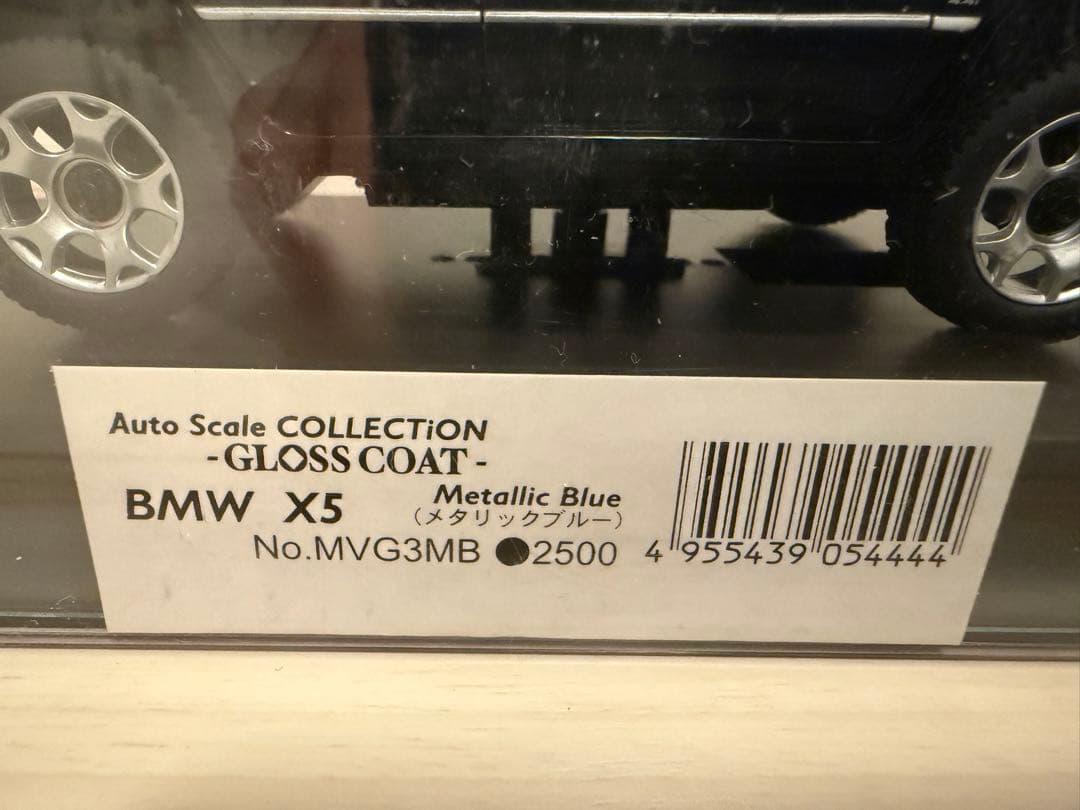 Auto Scale COLLECTiON
-GLOSS COAT-
BMW X5 Metallic Blue
(メタリックブルー)
No.MVG3MB ●2500
4 955439 054444